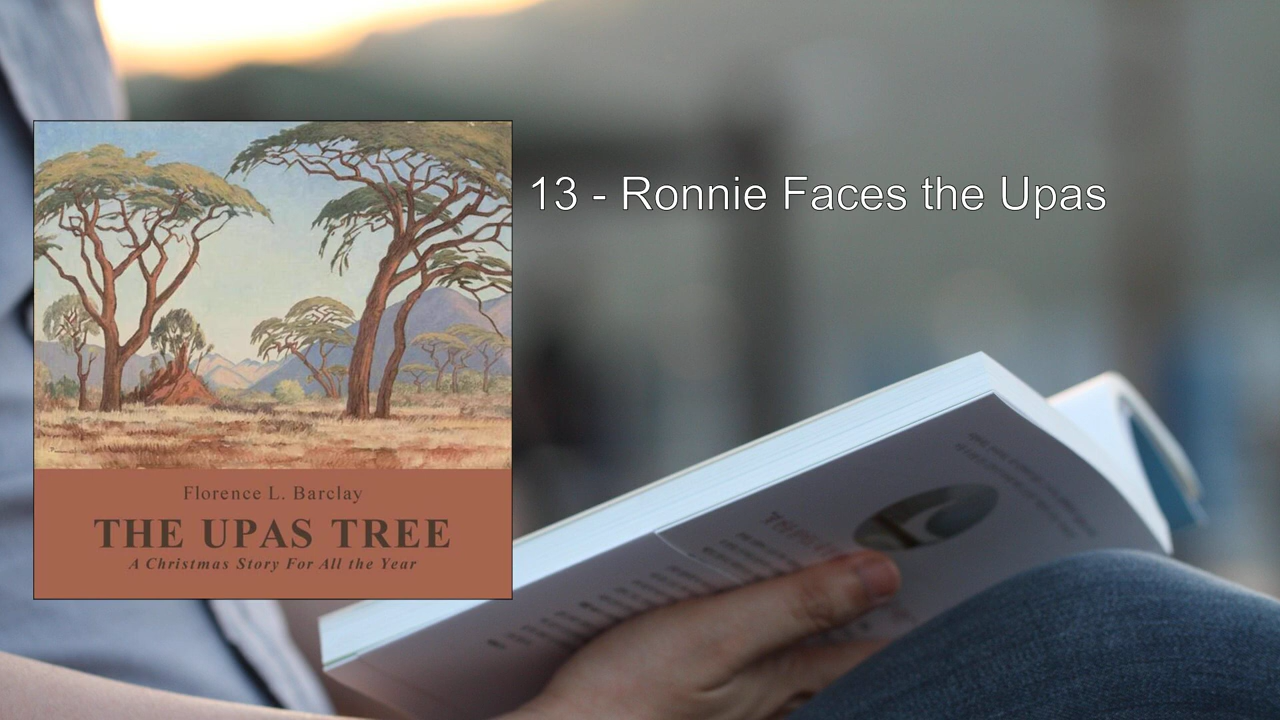 13 - Ronnie Faces the Upas
Florence L. Barclay
THE UPAS TREE
A Christmas Story For All the Year